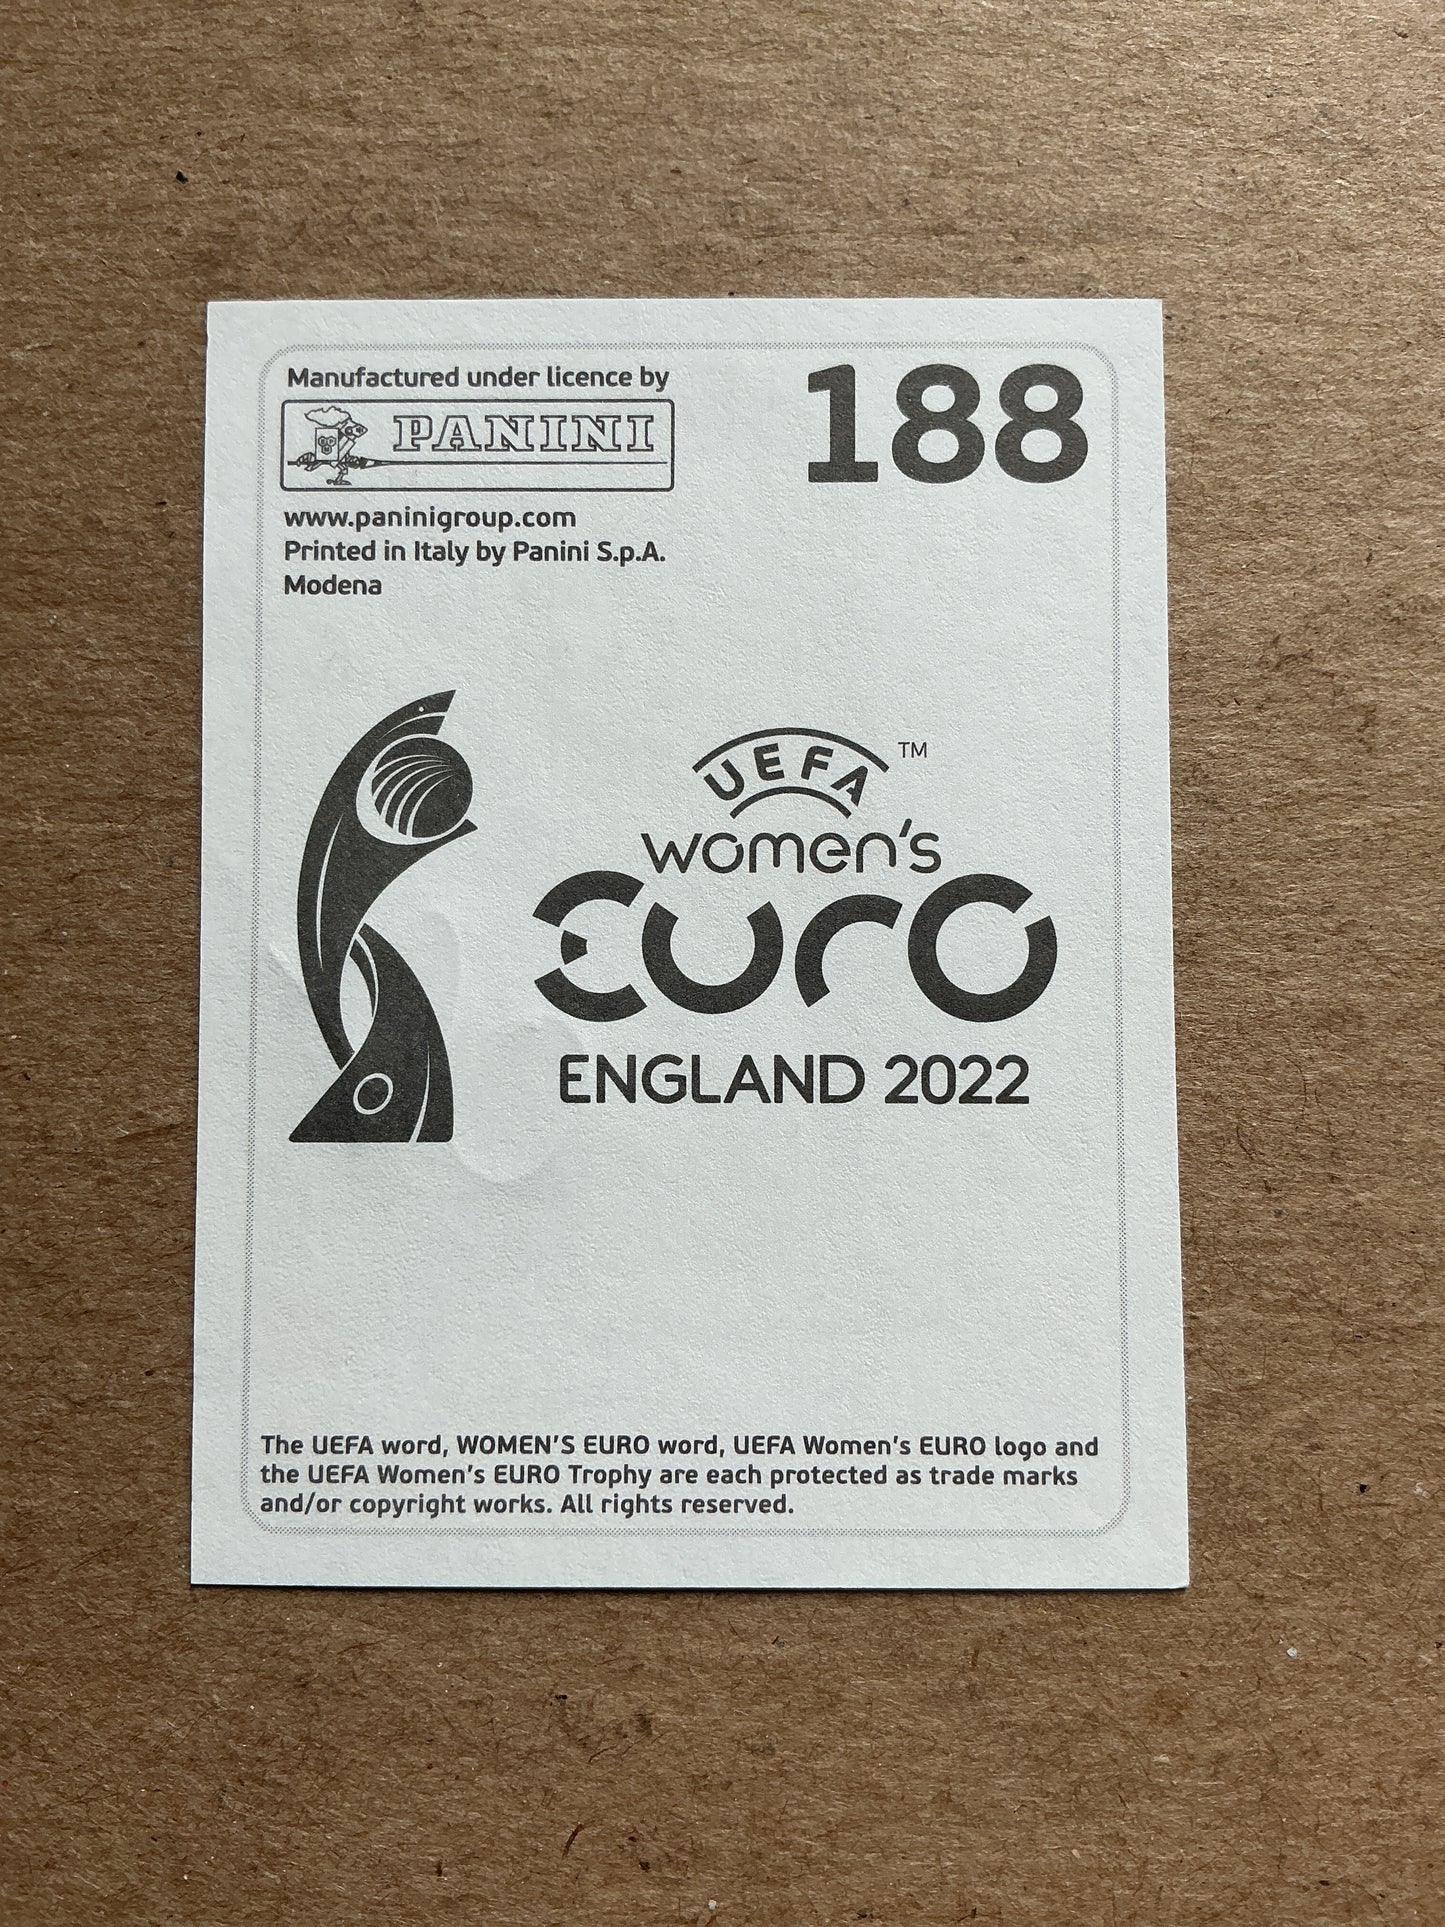 Manufactured under licence by
PANINI
188
www.paninigroup.com
Printed in Italy by Panini S.p.A.
Modena
UEFA TM
women's
EURO
ENGLAND 2022
The UEFA word, WOMEN'S EURO word, UEFA Women's EURO logo and
the UEFA Women's EURO Trophy are each protected as trade marks
and/or copyright works. All rights reserved.